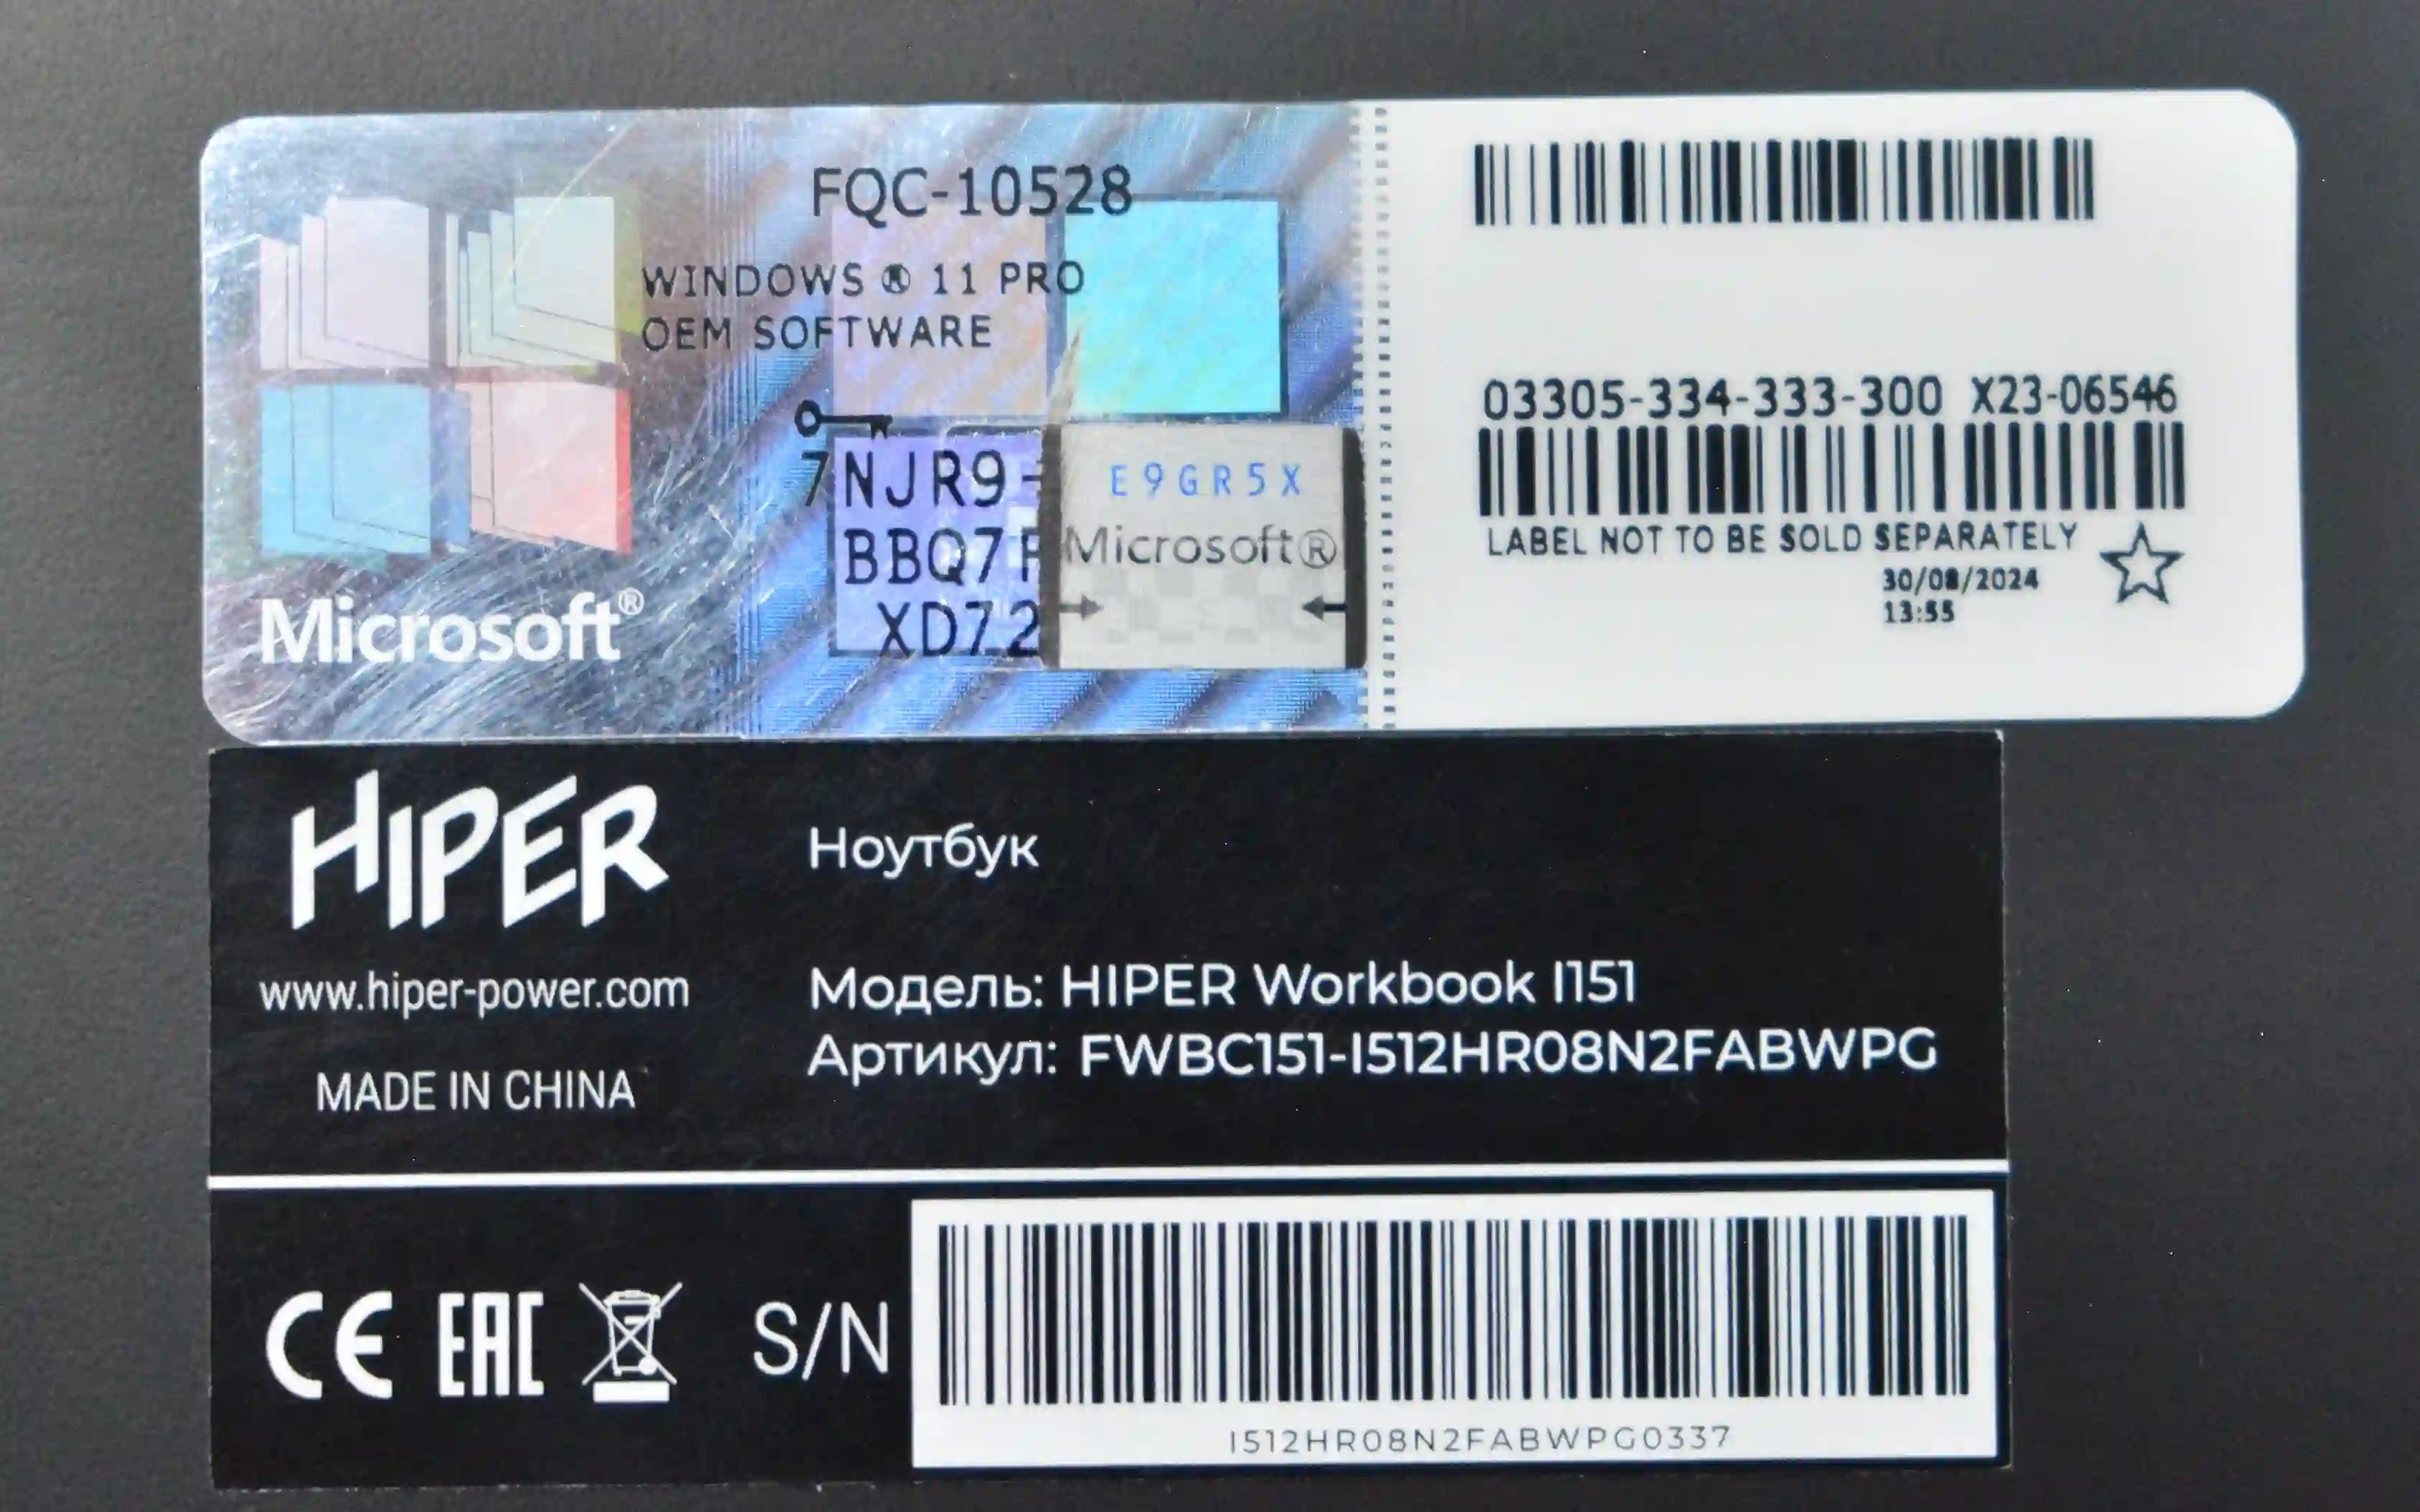 FQC-10528
WINDOWS ® 11 PRO
OEM SOFTWARE
7NJR9-
BBQ7
XD72
E9GR5X
Microsoft®
Microsoft®
03305-334-333-300 X23-06546
LABEL NOT TO BE SOLD SEPARATELY
30/08/2024
13:55
HIPER
www.hiper-power.com
MADE IN CHINA
Ноутбук
Модель: HIPER Workbook I151
Артикул: FWBC151-I512HR08N2FABWPG
CE EAC
S/N
I512HR08N2FABWPG0337